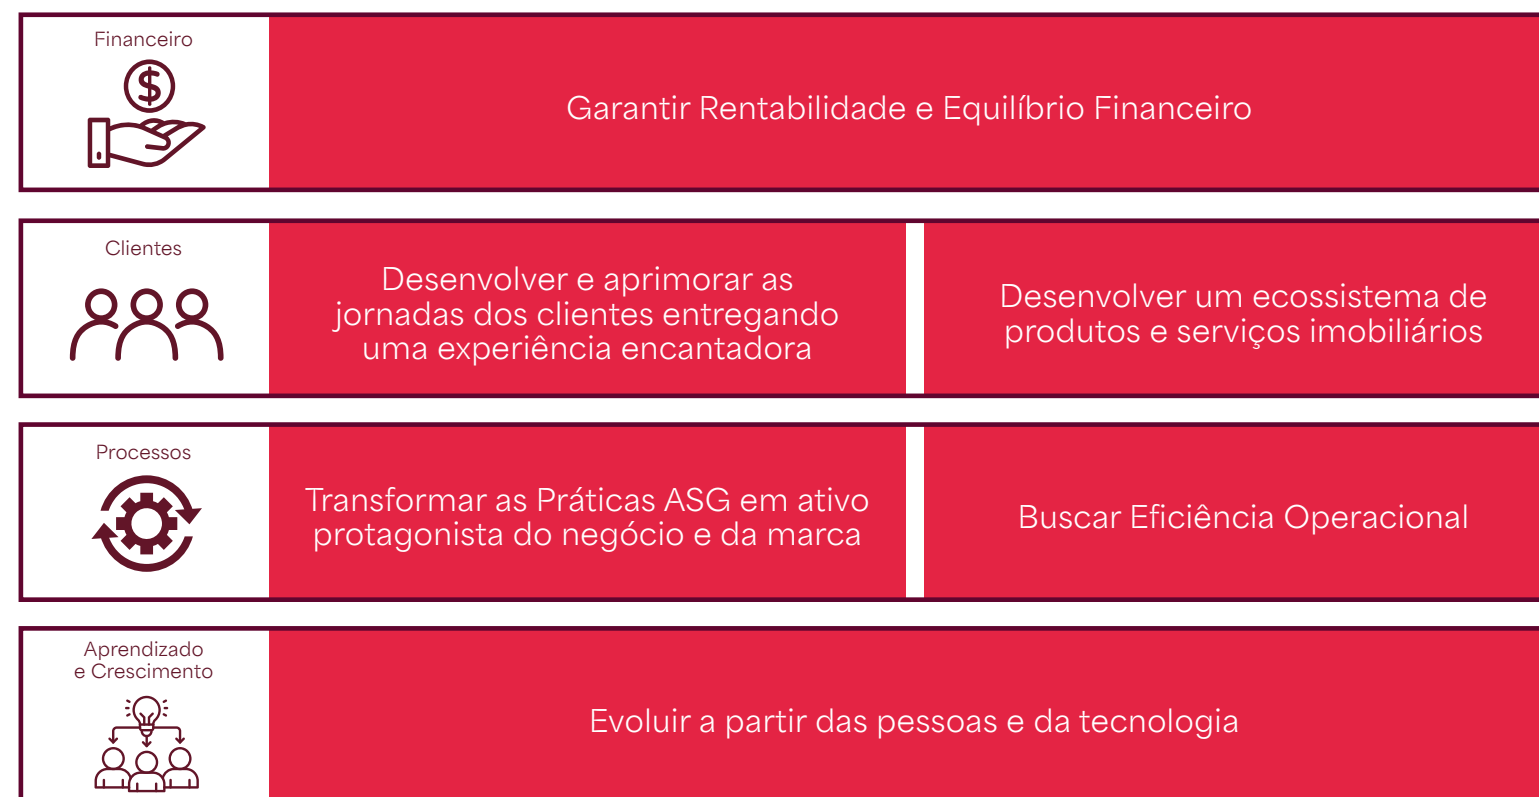 Financeiro
Garantir Rentabilidade e Equilíbrio Financeiro
Clientes
Desenvolver e aprimorar as
jornadas dos clientes entregando
uma experiência encantadora
Desenvolver um ecossistema de
produtos e serviços imobiliários
Processos
Transformar as Práticas ASG em ativo
protagonista do negócio e da marca
Buscar Eficiência Operacional
Aprendizado
e Crescimento
Evoluir a partir das pessoas e da tecnologia